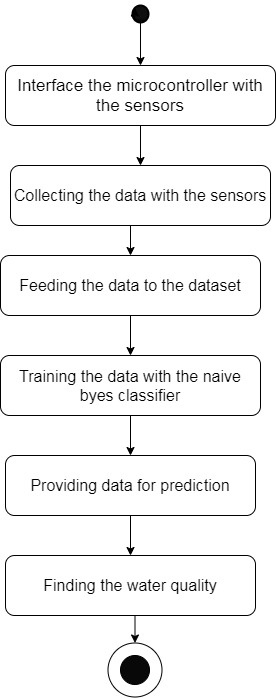 Interface the microcontroller with
the sensors
Collecting the data with the sensors
Feeding the data to the dataset
Training the data with the naive
byes classifier
Providing data for prediction
Finding the water quality